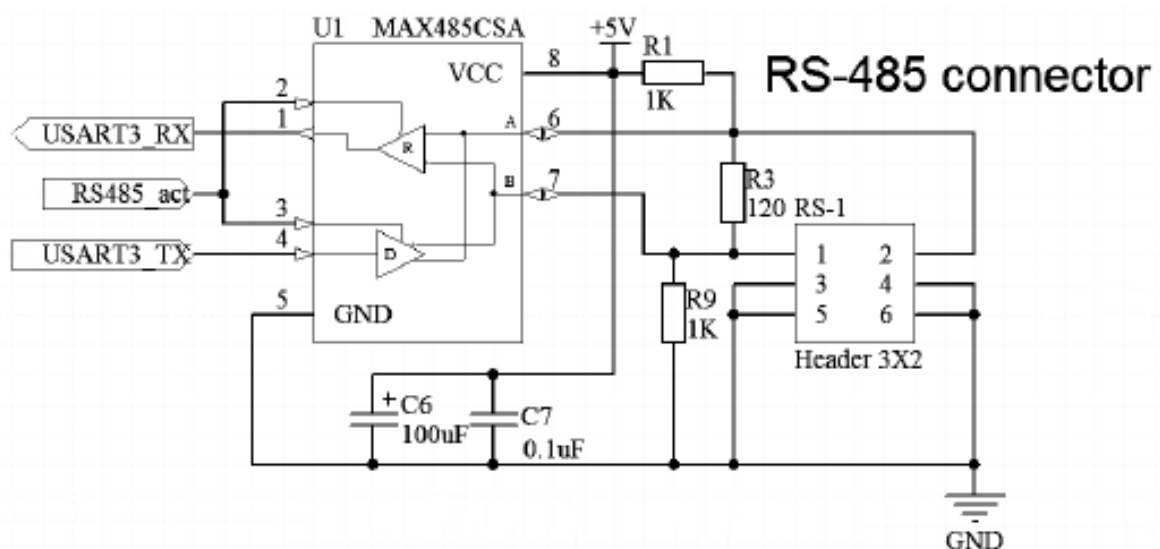 U1 MAX485CSA
+5V
R1
1K
RS-485 connector
VCC
8
2
1
USART3_RX
R
A
6
RS485_act
B
7
R3
120
RS-1
3
4
USART3_TX
D
1 2
3 4
5 6
R9
1K
5
GND
Header 3X2
+
C6
100uF
C7
0.1uF
GND